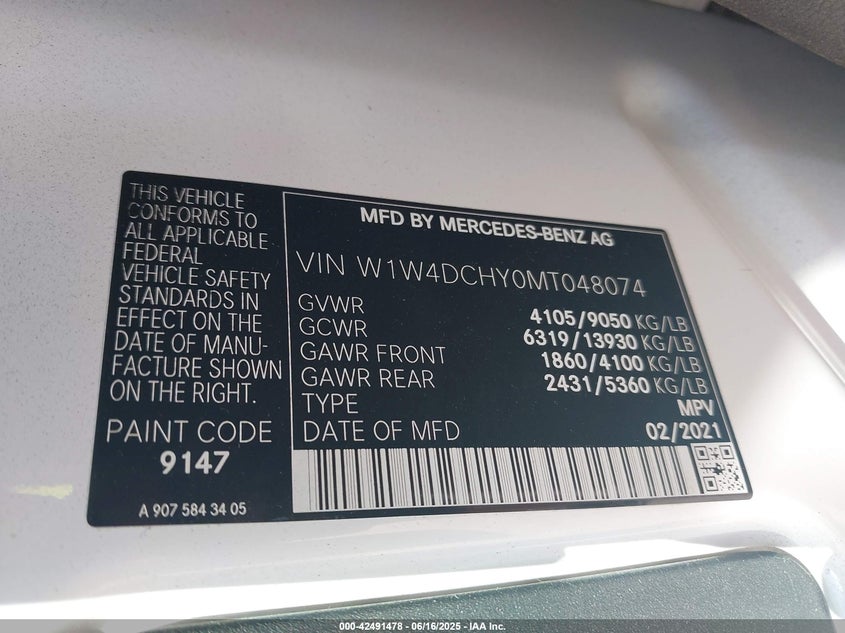 THIS VEHICLE
CONFORMS TO
ALL APPLICABLE
FEDERAL
VEHICLE SAFETY
STANDARDS IN
EFFECT ON THE
DATE OF MANU-
FACTURE SHOWN
ON THE RIGHT.
PAINT CODE
9147
A 907 584 34 05
MFD BY MERCEDES-BENZ AG
VIN W1W4DCHY0MT048074
GVWR 4105/9050 KG/LB
GCWR 6319/13930 KG/LB
GAWR FRONT 1860/4100 KG/LB
GAWR REAR 2431/5360 KG/LB
TYPE MPV
DATE OF MFD 02/2021
000-42491478 - 06/16/2025 - IAA Inc.